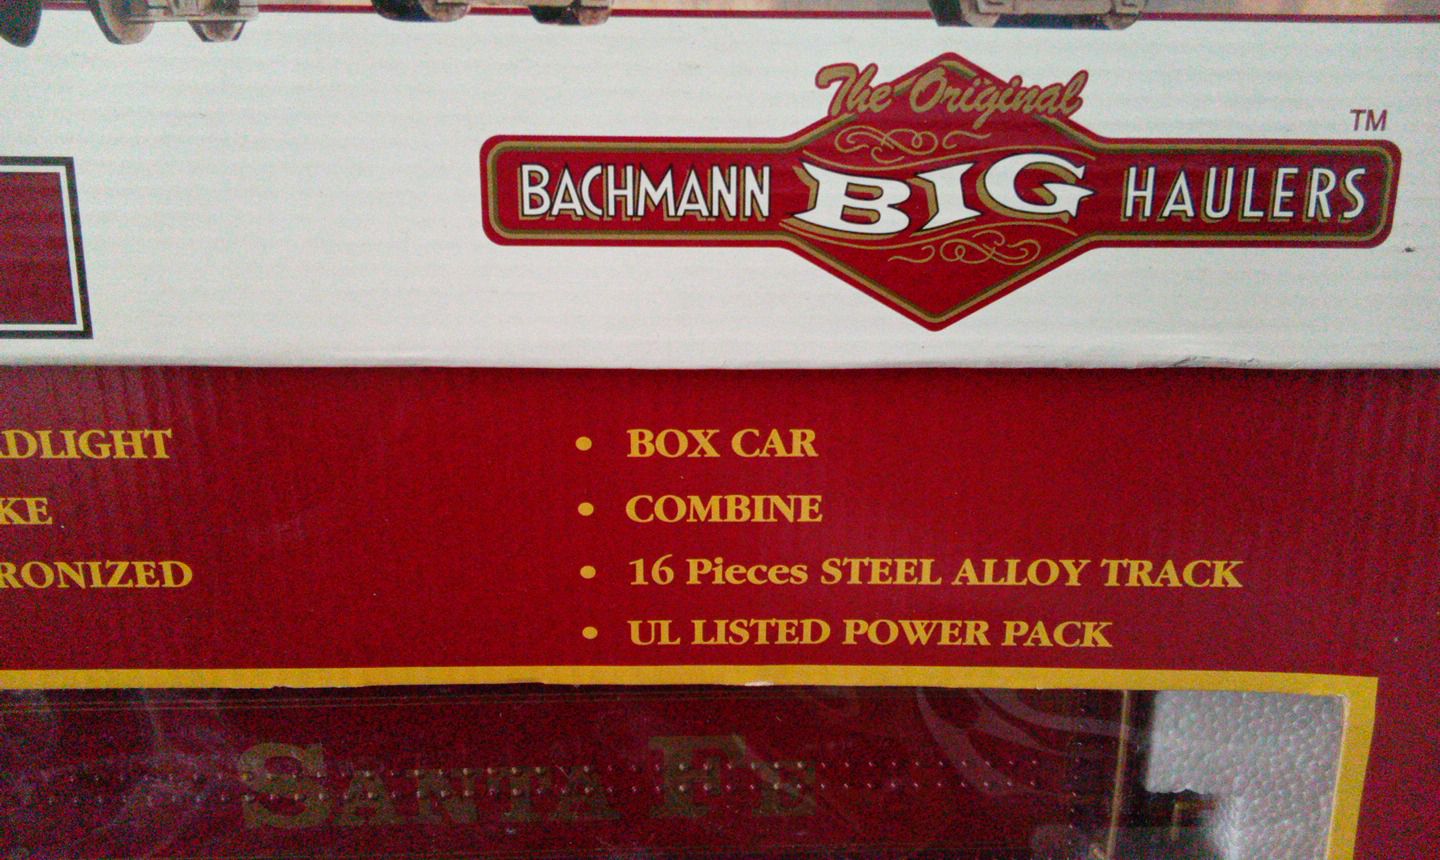 The Original
BACHMANN BIG HAULERS
TM
DLIGHT
KE
RONIZED
• BOX CAR
• COMBINE
• 16 Pieces STEEL ALLOY TRACK
• UL LISTED POWER PACK
SANTA FE